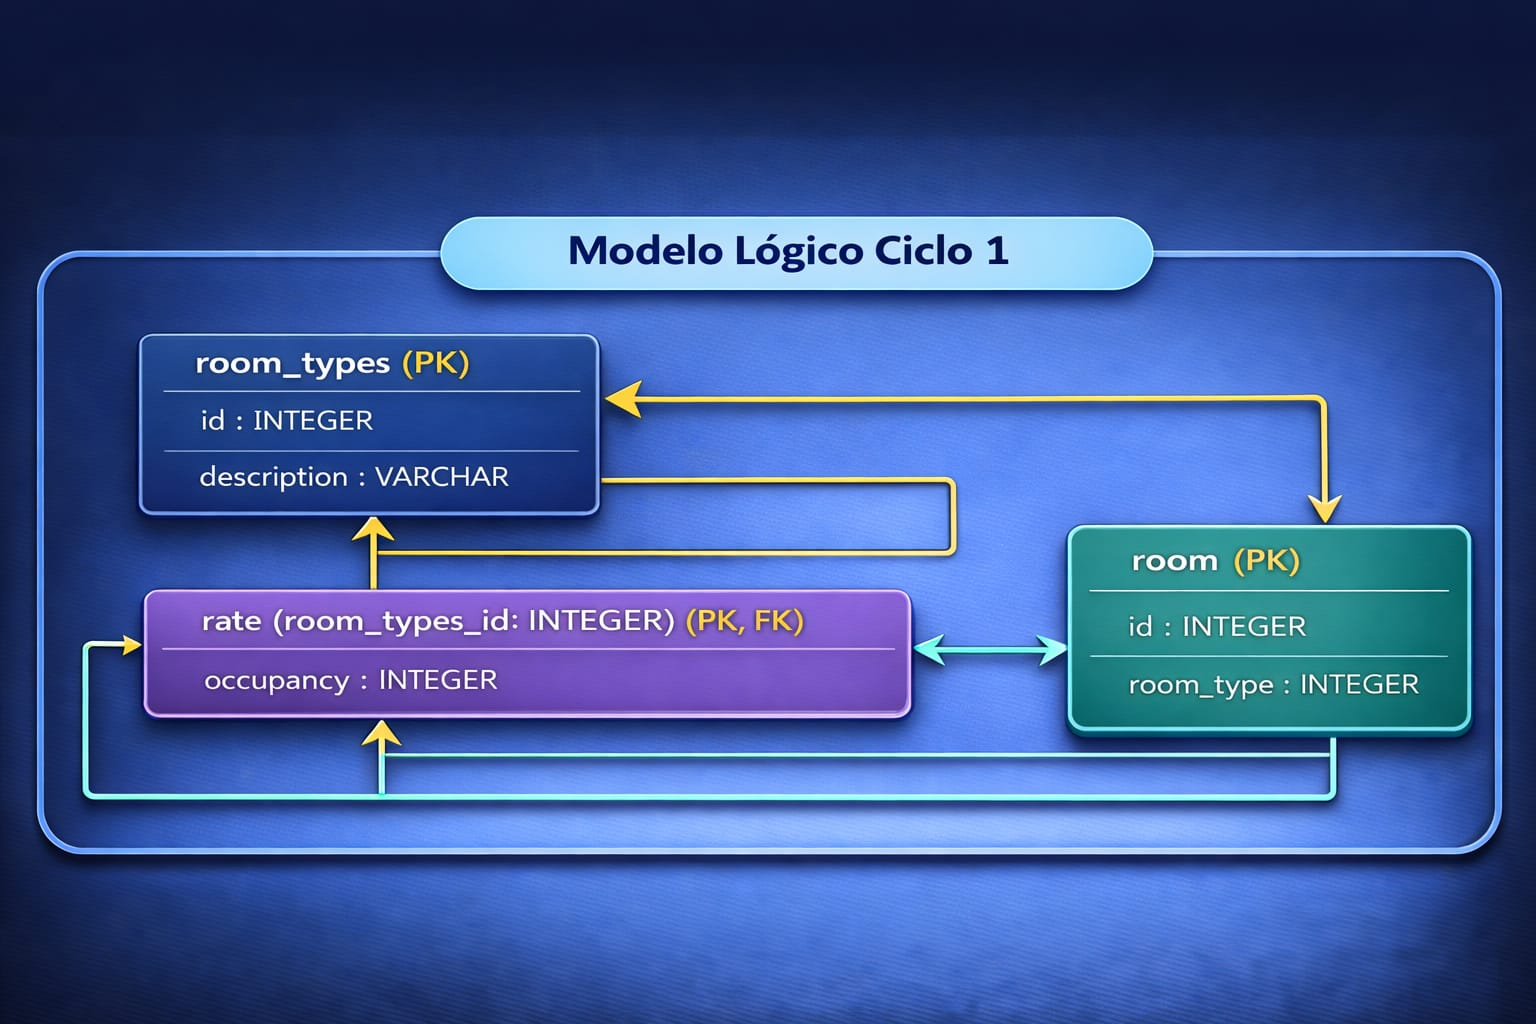 Modelo Lógico Ciclo 1
room_types (PK)
id : INTEGER
description : VARCHAR
rate (room_types_id: INTEGER) (PK, FK)
occupancy : INTEGER
room (PK)
id : INTEGER
room_type : INTEGER